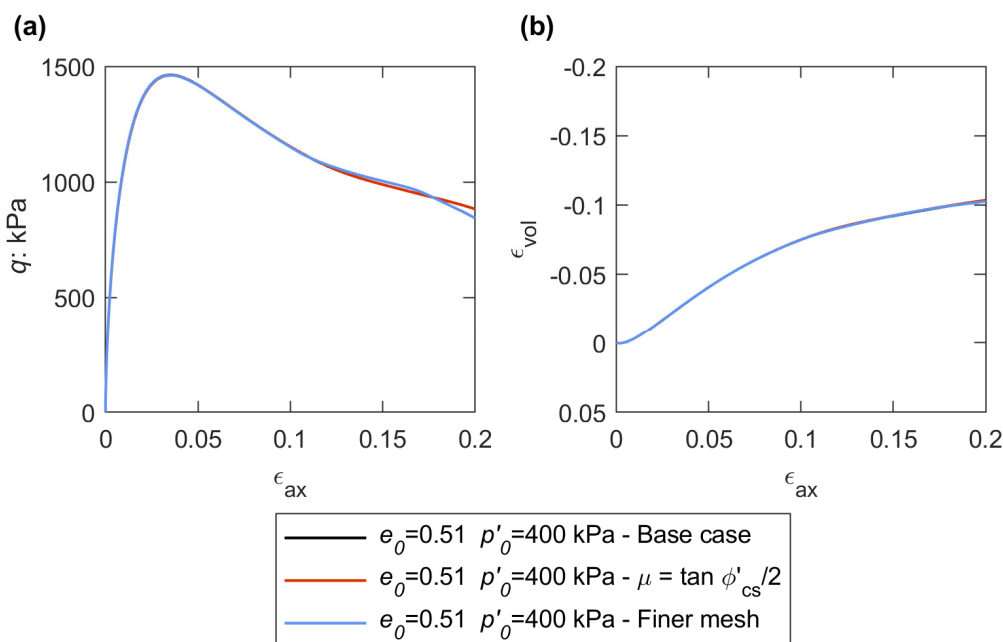 (a)
(b)
1500
1000
500
0
q: kPa
0
0.05
0.1
0.15
0.2
ϵax
-0.2
-0.15
-0.1
-0.05
0
0.05
ϵvol
0
0.05
0.1
0.15
0.2
ϵax
e0=0.51 p'0=400 kPa - Base case
e0=0.51 p'0=400 kPa - μ = tan ϕ'cs/2
e0=0.51 p'0=400 kPa - Finer mesh